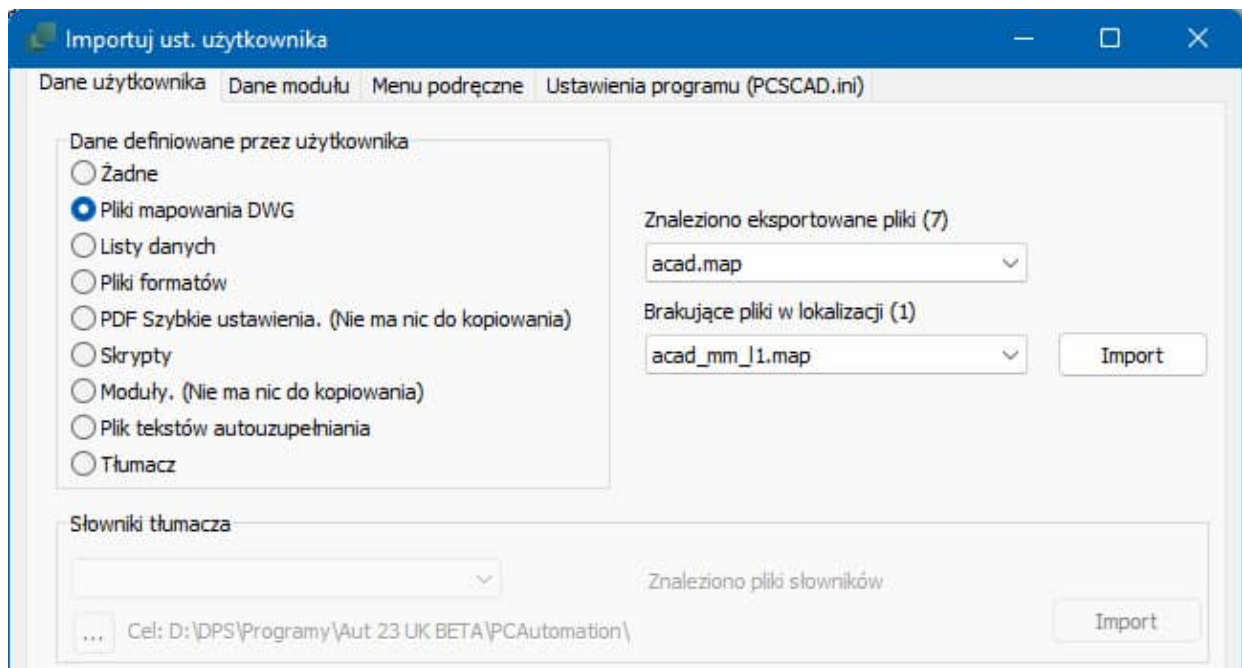 Importuj ust. użytkownika
Dane użytkownika Dane modułu Menu podręczne Ustawienia programu (PCSCAD.ini)
Dane definiowane przez użytkownika
Żadne
Pliki mapowania DWG
Listy danych
Pliki formatów
PDF Szybkie ustawienia. (Nie ma nic do kopiowania)
Skrypty
Moduły. (Nie ma nic do kopiowania)
Plik tekstów autouzupełniania
Tłumacz
Znaleziono eksportowane pliki (7)
acad.map
Brakujące pliki w lokalizacji (1)
acad_mm_l1.map Import
Słowniki tłumacza
Znaleziono pliki słowników
... Cel: D:\DPS\Programy\Aut 23 UK BETA\PCAutomation\ Import